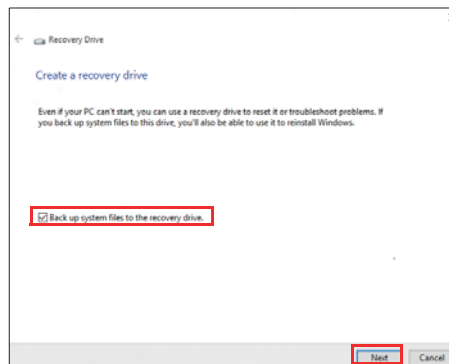 Recovery Drive
Create a recovery drive
Even if your PC can't start, you can use a recovery drive to reset it or troubleshoot problems. If
you back up system files to this drive, you'll also be able to use it to reinstall Windows.
Back up system files to the recovery drive.
Next Cancel